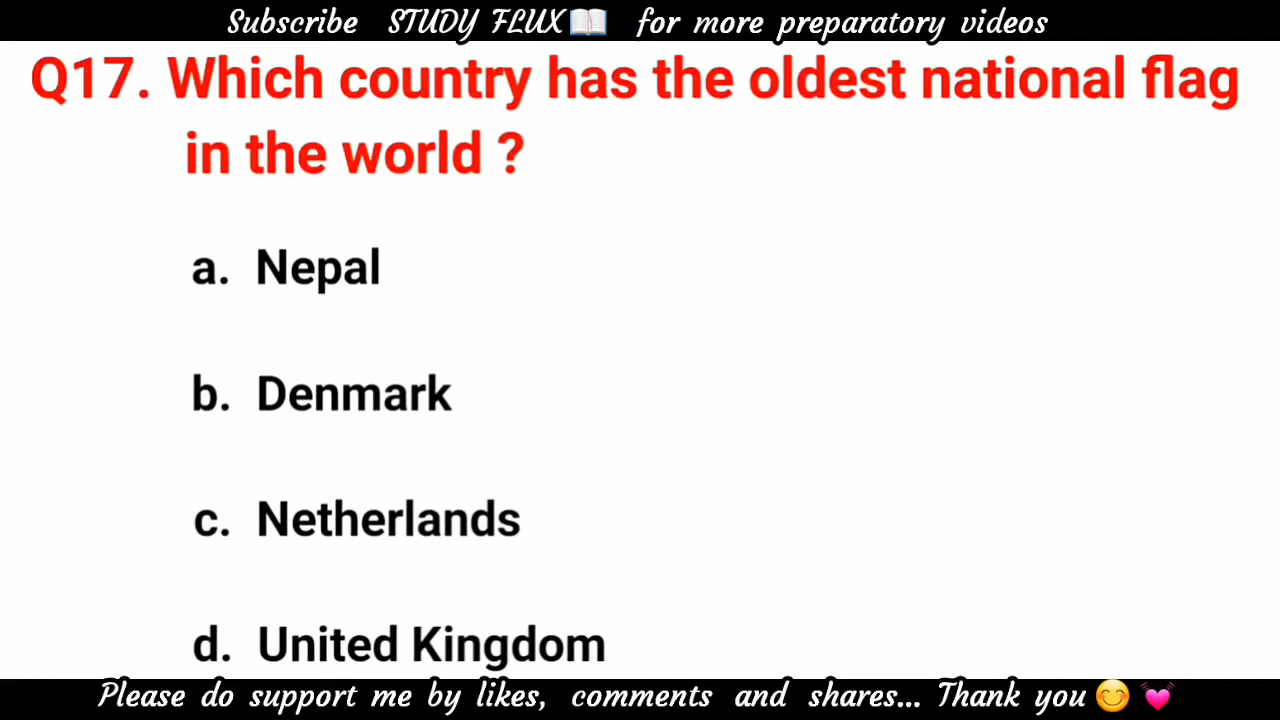 Subscribe STUDY FLUX📖 for more preparatory videos
Q17. Which country has the oldest national flag
in the world ?
a. Nepal
b. Denmark
c. Netherlands
d. United Kingdom
Please do support me by likes, comments and shares... Thank you😊💓